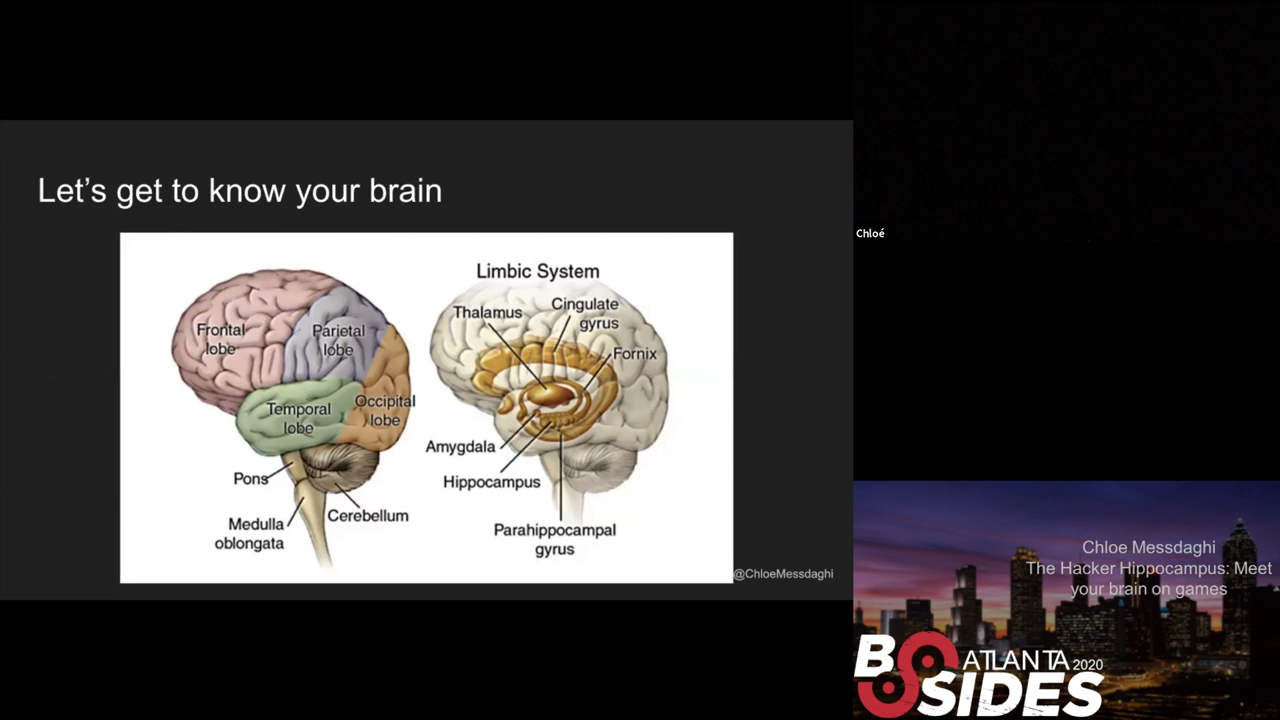 Let’s get to know your brain
Frontal
lobe
Parietal
lobe
Temporal
lobe
Occipital
lobe
Pons
Medulla
oblongata
Cerebellum
Limbic System
Thalamus
Cingulate
gyrus
Fornix
Amygdala
Hippocampus
Parahippocampal
gyrus
@ChloeMessdaghi
Chloé
Chloe Messdaghi
The Hacker Hippocampus: Meet
your brain on games
BSIDES
ATLANTA 2020